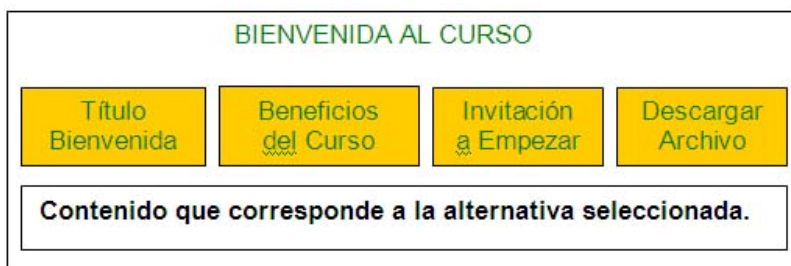 BIENVENIDA AL CURSO
Título
Bienvenida
Beneficios
del Curso
Invitación
a Empezar
Descargar
Archivo
Contenido que corresponde a la alternativa seleccionada.